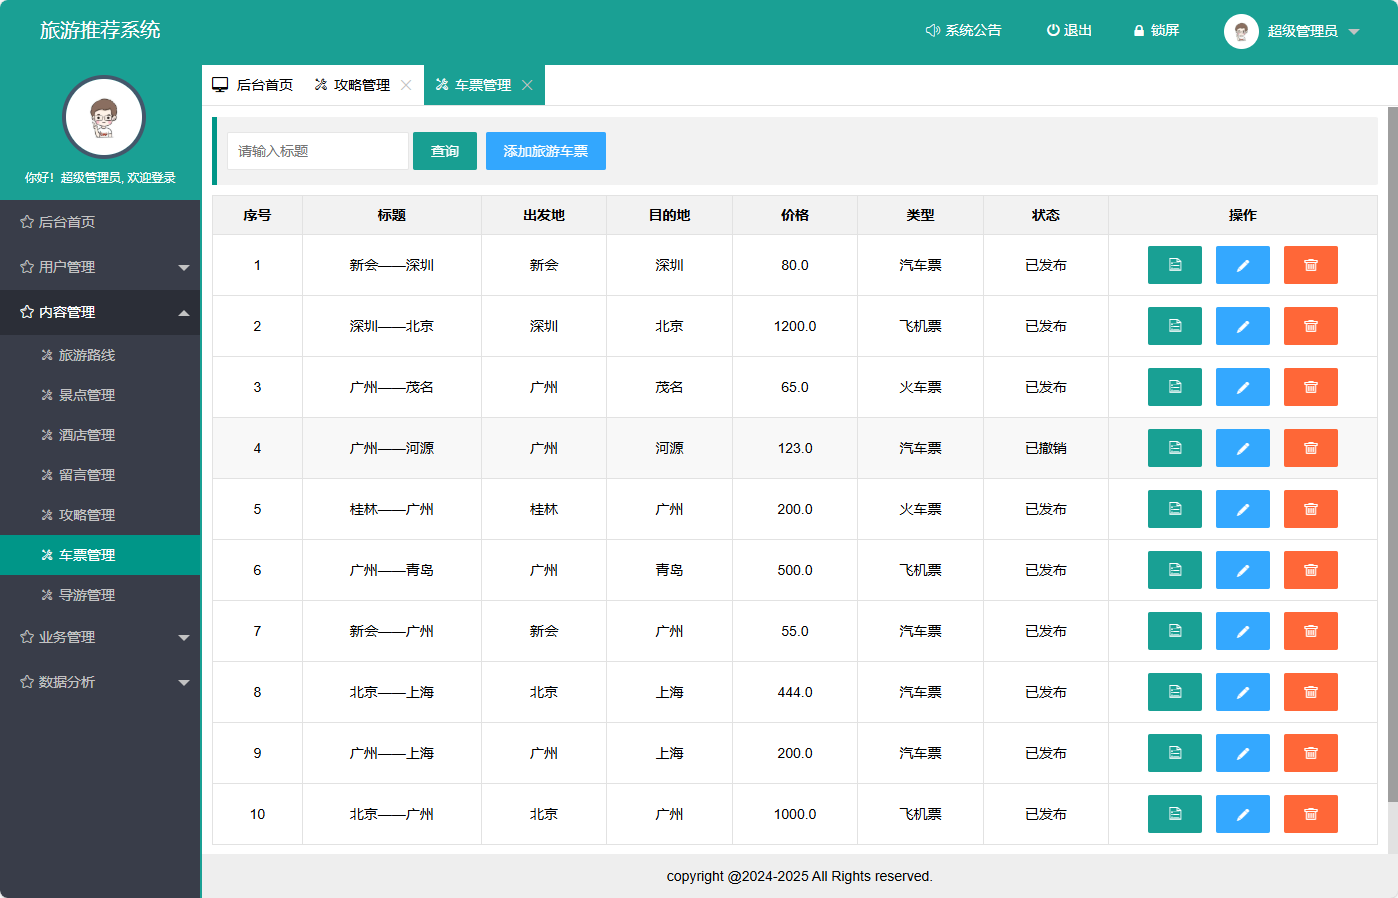 旅游推荐系统
系统公告
退出
锁屏
超级管理员
你好！超级管理员, 欢迎登录
后台首页
用户管理
内容管理
旅游路线
景点管理
酒店管理
留言管理
攻略管理
车票管理
导游管理
业务管理
数据分析
后台首页 攻略管理 车票管理
请输入标题 查询 添加旅游车票
序号 标题 出发地 目的地 价格 类型 状态 操作
1 新会——深圳 新会 深圳 80.0 汽车票 已发布
2 深圳——北京 深圳 北京 1200.0 飞机票 已发布
3 广州——茂名 广州 茂名 65.0 火车票 已发布
4 广州——河源 广州 河源 123.0 汽车票 已撤销
5 桂林——广州 桂林 广州 200.0 火车票 已发布
6 广州——青岛 广州 青岛 500.0 飞机票 已发布
7 新会——广州 新会 广州 55.0 汽车票 已发布
8 北京——上海 北京 上海 444.0 汽车票 已发布
9 广州——上海 广州 上海 200.0 汽车票 已发布
10 北京——广州 北京 广州 1000.0 飞机票 已发布
copyright @2024-2025 All Rights reserved.